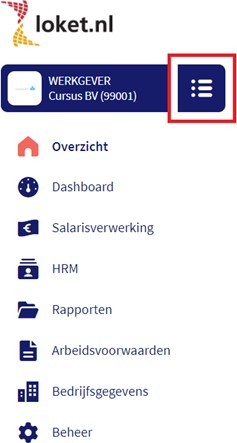 loket.nl
WERKGEVER
Cursus BV (99001)
Overzicht
Dashboard
Salarisverwerking
HRM
Rapporten
Arbeidsvoorwaarden
Bedrijfsgegevens
Beheer